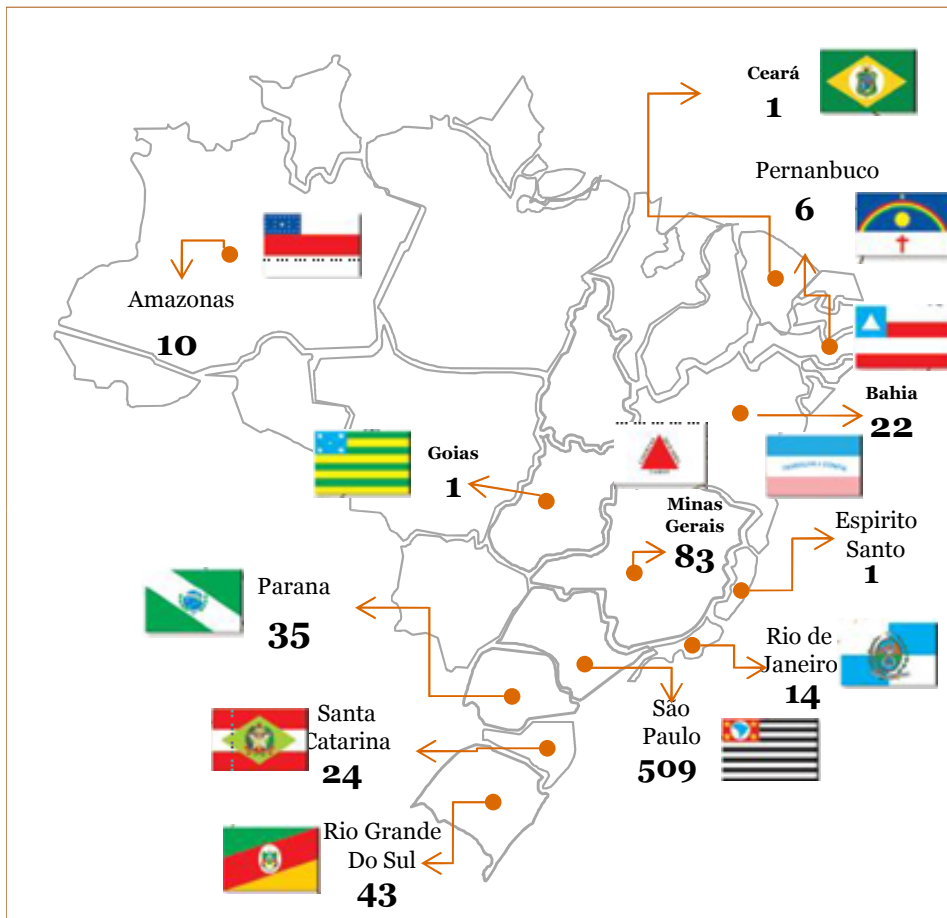 Ceará
1
Pernanbuco
6
Amazonas
10
Bahia
22
Goias
1
Minas
Gerais
83
Espirito
Santo
1
Parana
35
Rio de
Janeiro
14
Santa
Catarina
24
São
Paulo
509
Rio Grande
Do Sul
43